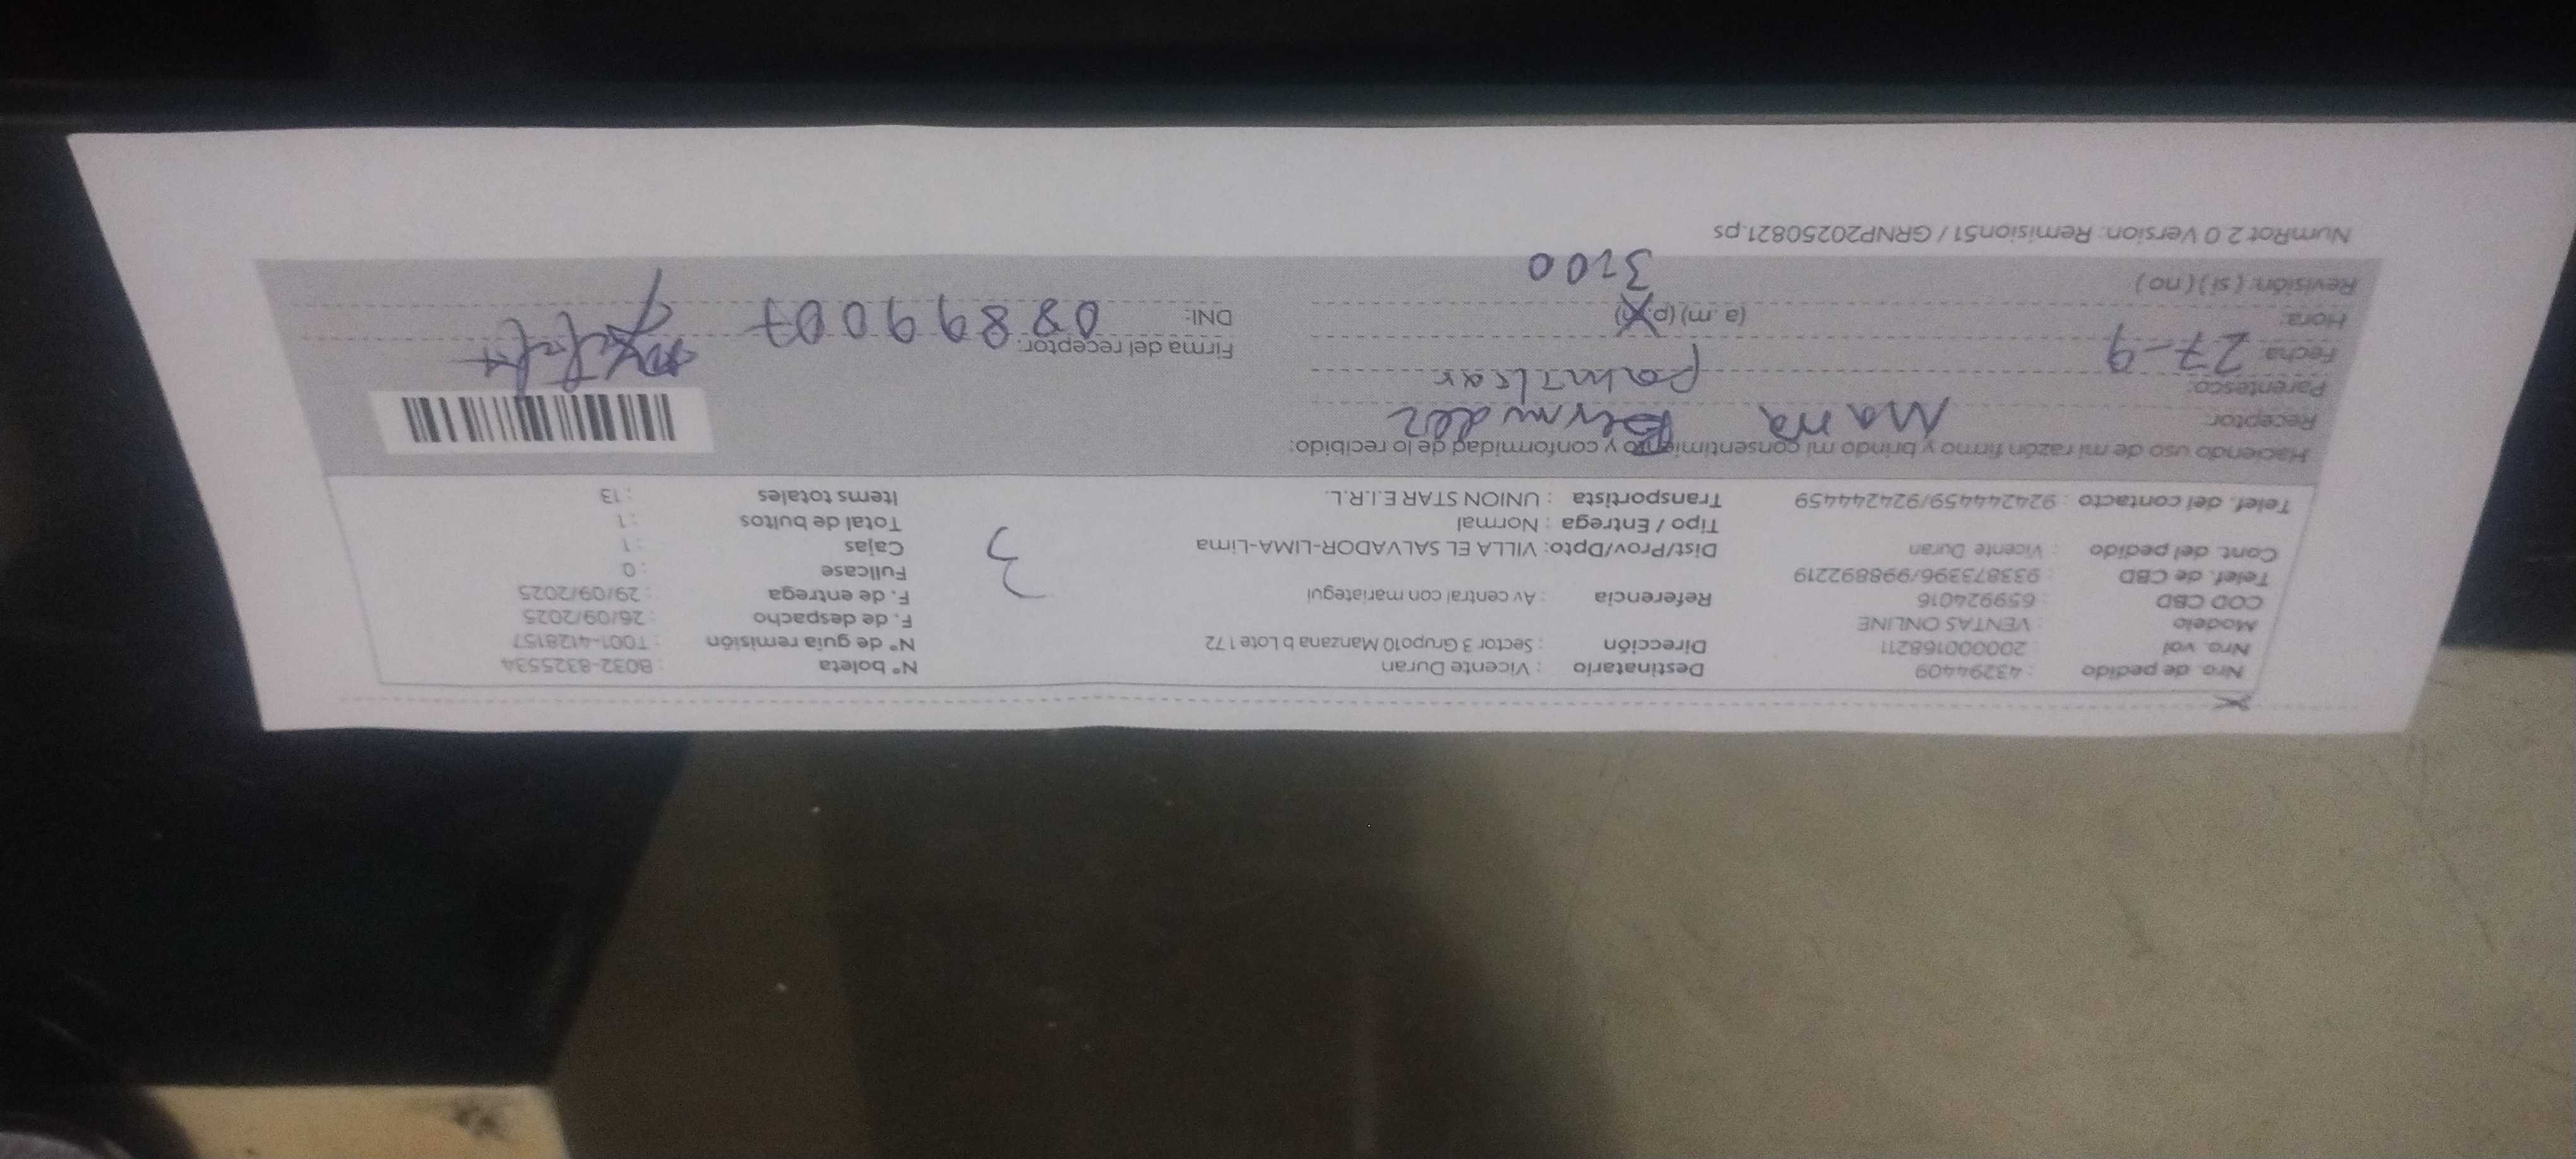 Nro. de pedido : 43294409
Nro. vol : 200000168211
Modelo : VENTAS ONLINE
COD CBD : 659924016
Telef. de CBD : 933873396/998892219
Cont. del pedido : Vicente Duran
Telef. del contacto : 924244459/924244459
Destinatario : Vicente Duran
Dirección : Sector 3 Grupo10 Manzana b Lote 1 72
Referencia : Av central con mariategui
Dist/Prov/Dpto: VILLA EL SALVADOR-LIMA-Lima
Tipo / Entrega : Normal
Transportista : UNION STAR E.I.R.L.
3
N° boleta : B032-8325534
N° de guia remisión : T001-4128157
F. de despacho : 26/09/2025
F. de entrega : 29/09/2025
Fullcase : 0
Cajas : 1
Total de bultos : 1
Items totales : 13
Haciendo uso de mi razón firmo y brindo mi consentimiento y conformidad de lo recibido:
Receptor: Maria Bermudez
Parentesco: familiar
Fecha: 27-9
Hora: (a.m) (p.m) 3:00
Revisión: ( si ) ( no )
Firma del receptor:
DNI: 08899007
NumRot 2.0 Version: Remision51 / GRNP20250821.ps